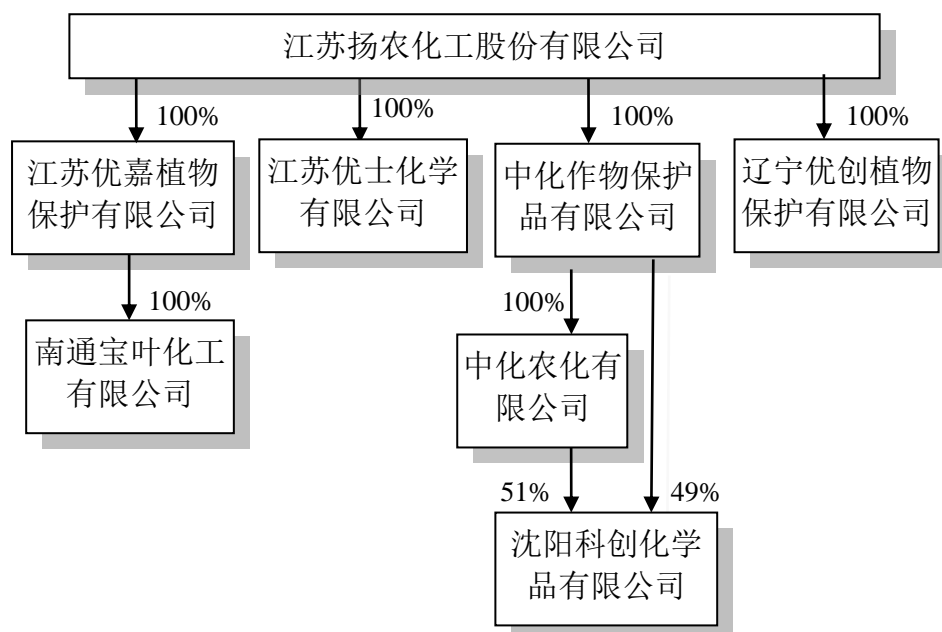 江苏扬农化工股份有限公司
100%
100%
100%
100%
江苏优嘉植物
保护有限公司
江苏优士化学
有限公司
中化作物保护
品有限公司
辽宁优创植物
保护有限公司
100%
100%
南通宝叶化工
有限公司
中化农化有
限公司
51%
49%
沈阳科创化学
品有限公司